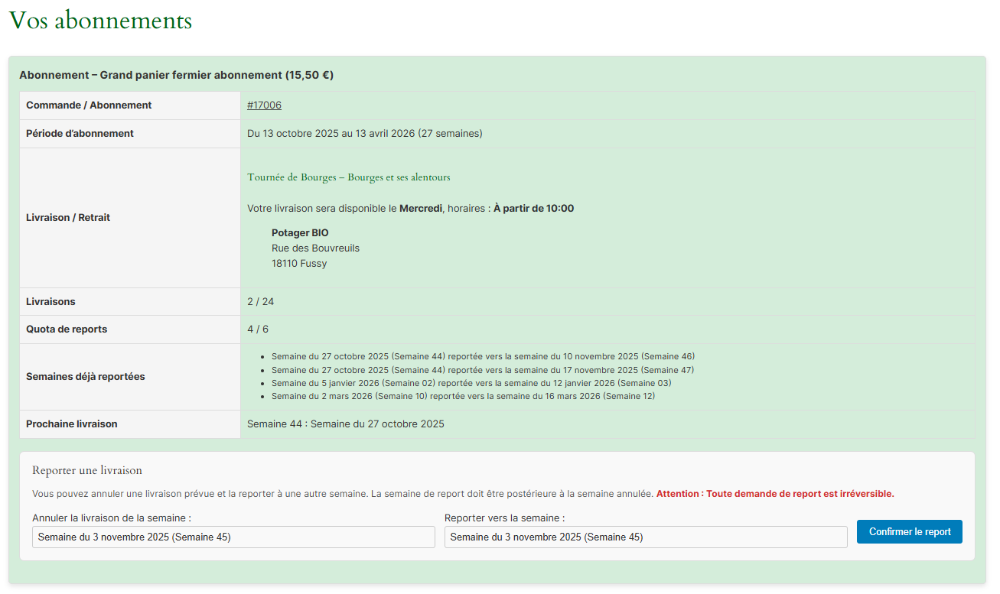 Vos abonnements
Abonnement – Grand panier fermier abonnement (15,50 €)
Commande / Abonnement
#17006
Période d'abonnement
Du 13 octobre 2025 au 13 avril 2026 (27 semaines)
Livraison / Retrait
Tournée de Bourges – Bourges et ses alentours
Votre livraison sera disponible le Mercredi, horaires : À partir de 10:00
Potager BIO
Rue des Bouvreuils
18110 Fussy
Livraisons
2 / 24
Quota de reports
4 / 6
Semaines déjà reportées
• Semaine du 27 octobre 2025 (Semaine 44) reportée vers la semaine du 10 novembre 2025 (Semaine 46)
• Semaine du 27 octobre 2025 (Semaine 44) reportée vers la semaine du 17 novembre 2025 (Semaine 47)
• Semaine du 5 janvier 2026 (Semaine 02) reportée vers la semaine du 12 janvier 2026 (Semaine 03)
• Semaine du 2 mars 2026 (Semaine 10) reportée vers la semaine du 16 mars 2026 (Semaine 12)
Prochaine livraison
Semaine 44 : Semaine du 27 octobre 2025
Reporter une livraison
Vous pouvez annuler une livraison prévue et la reporter à une autre semaine. La semaine de report doit être postérieure à la semaine annulée. Attention : Toute demande de report est irréversible.
Annuler la livraison de la semaine :
Semaine du 3 novembre 2025 (Semaine 45)
Reporter vers la semaine :
Semaine du 3 novembre 2025 (Semaine 45)
Confirmer le report